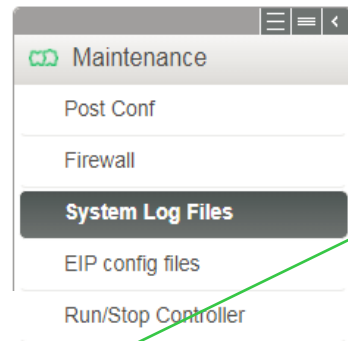 Maintenance
Post Conf
Firewall
System Log Files
EIP config files
Run/Stop Controller